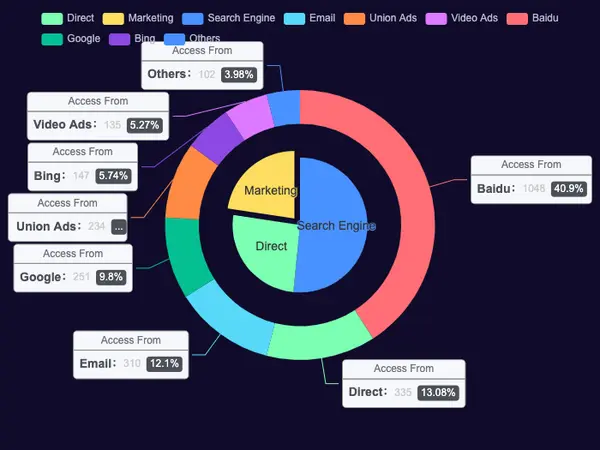 Direct Marketing Search Engine Email Union Ads Video Ads Baidu
Google Bing Others
Access From
Others： 102 3.98%
Access From
Video Ads： 135 5.27%
Access From
Bing： 147 5.74%
Access From
Union Ads： 234 ...
Access From
Google： 251 9.8%
Access From
Email： 310 12.1%
Access From
Direct： 335 13.08%
Access From
Baidu： 1048 40.9%
Marketing
Search Engine
Direct